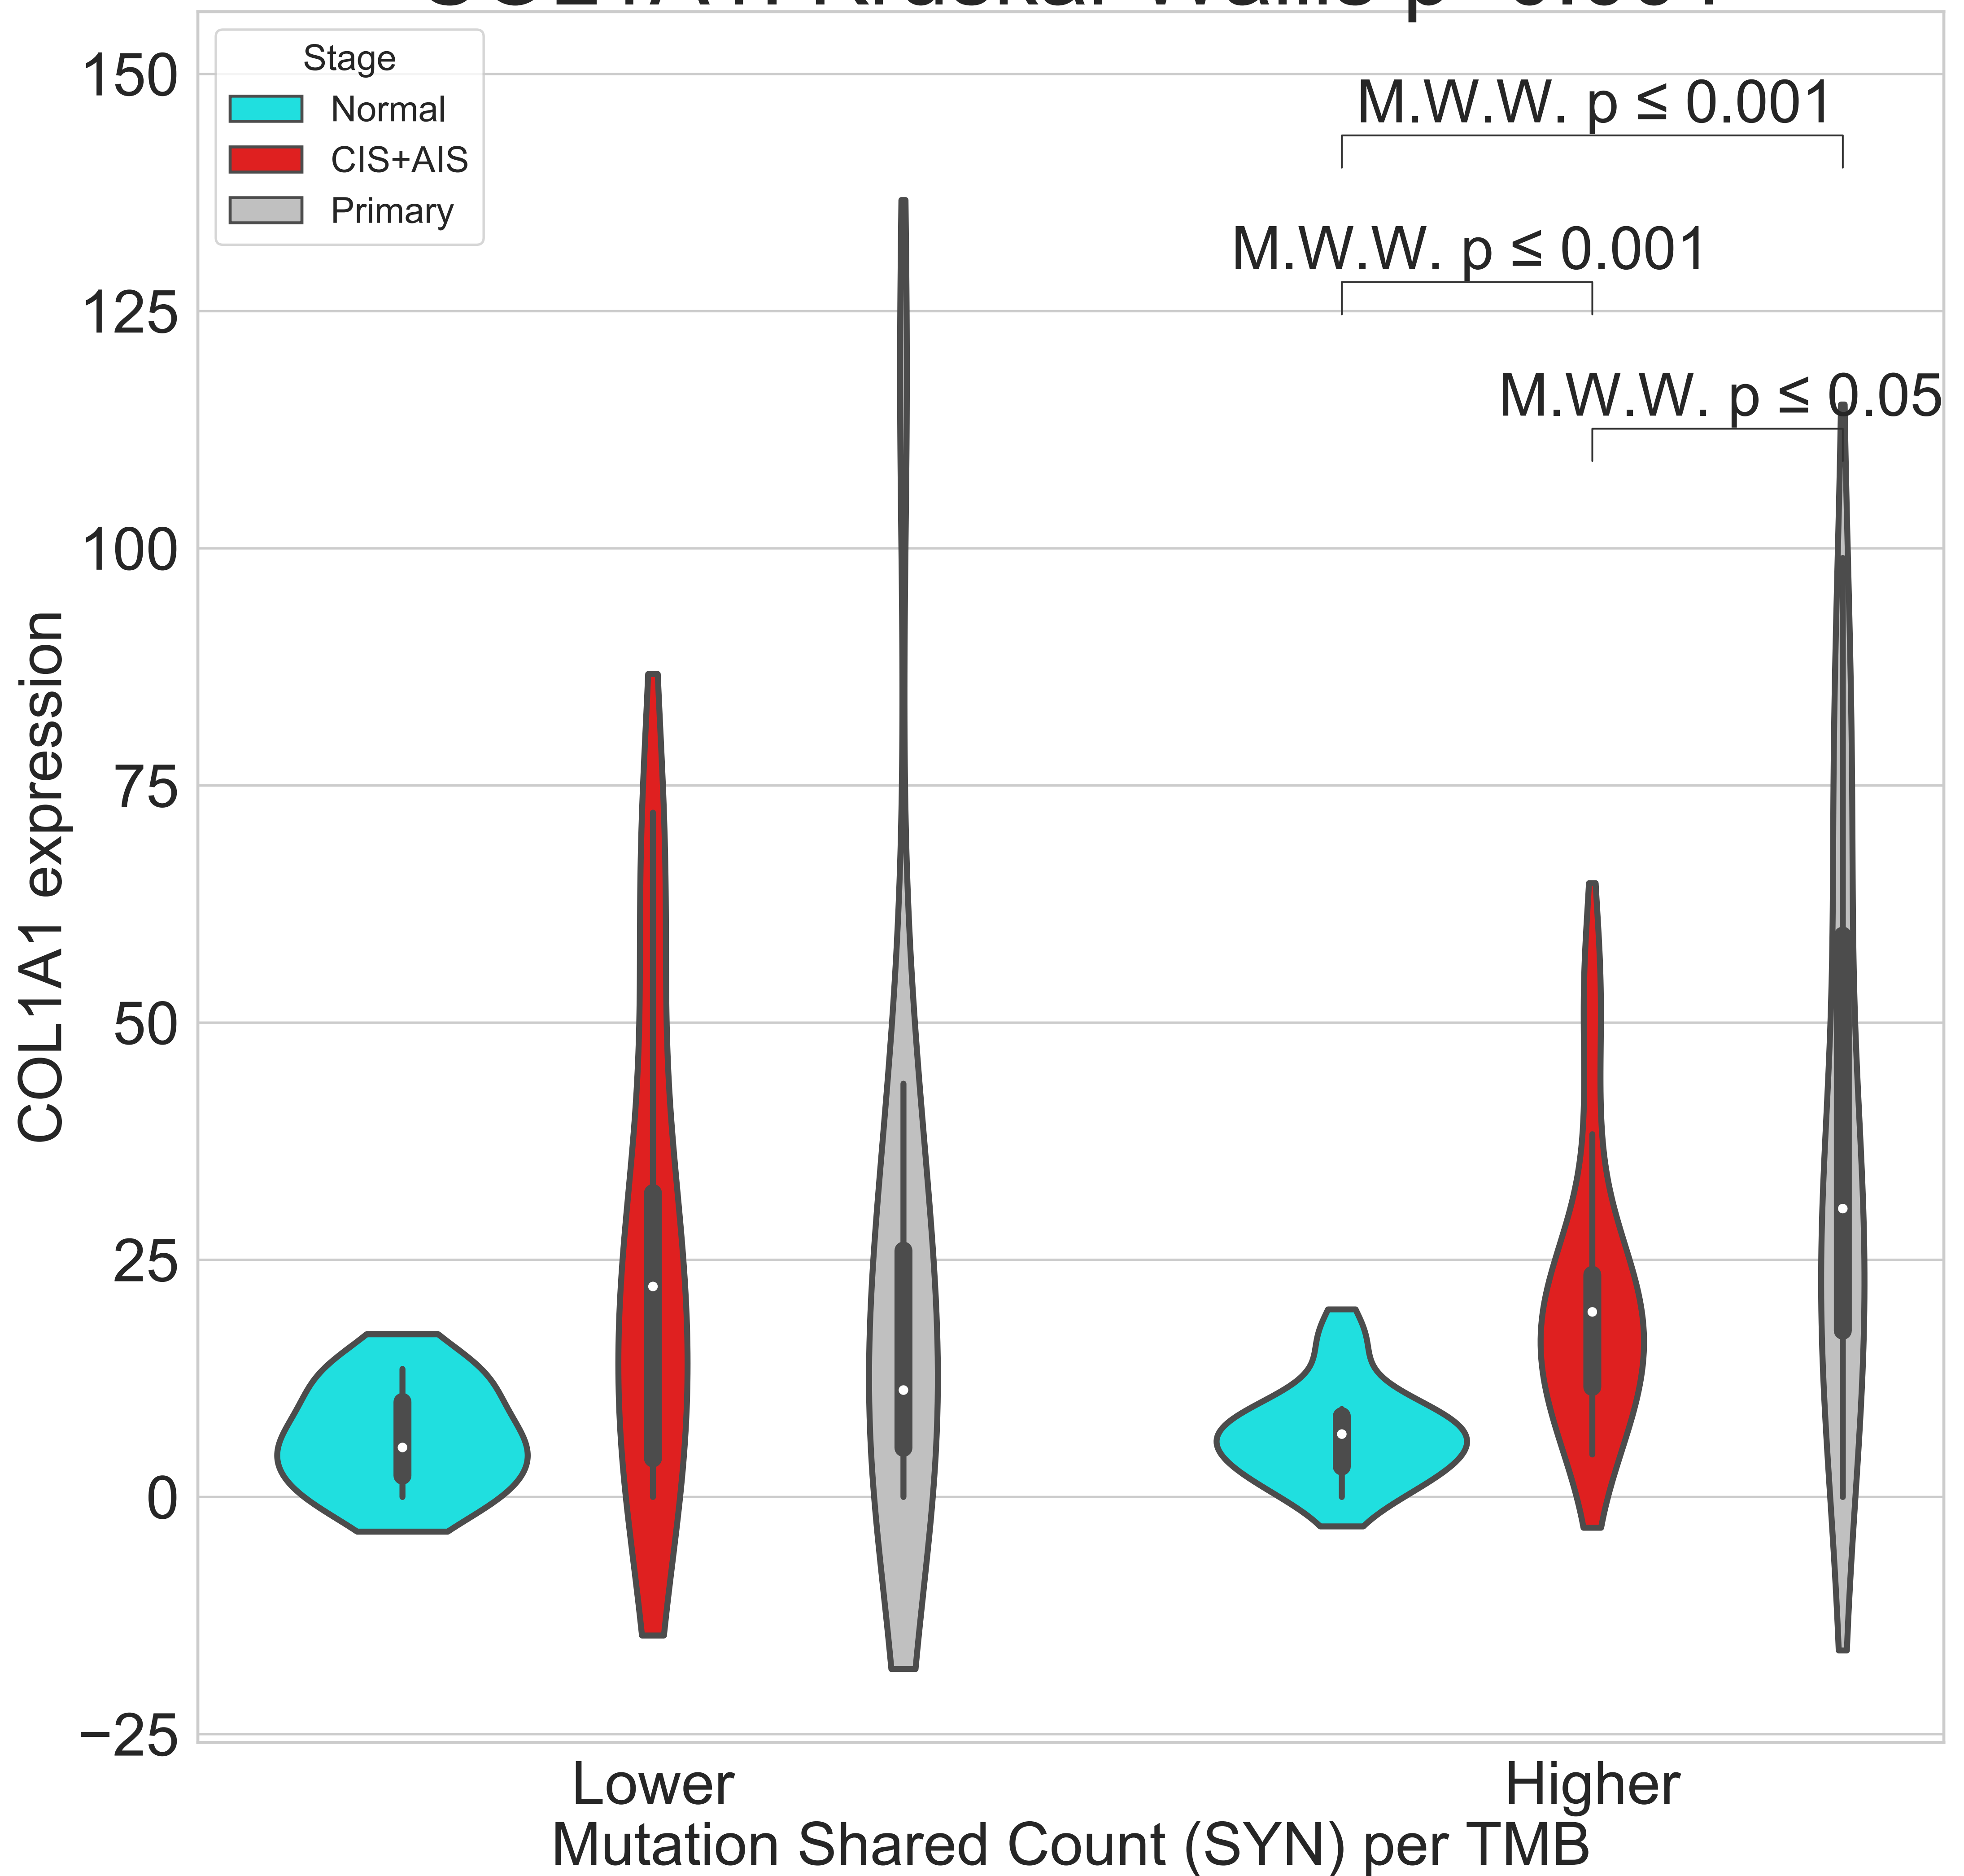 Stage
Normal
CIS+AIS
Primary
150
125
100
75
50
25
0
−25
COL1A1 expression
M.W.W. p ≤ 0.001
M.W.W. p ≤ 0.001
M.W.W. p ≤ 0.05
Lower
Higher
Mutation Shared Count (SYN) per TMB